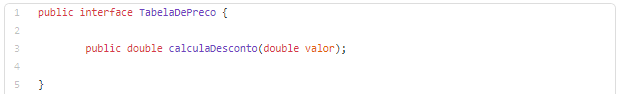 1 public interface TabelaDePreco {
2
3 public double calculaDesconto(double valor);
4
5 }